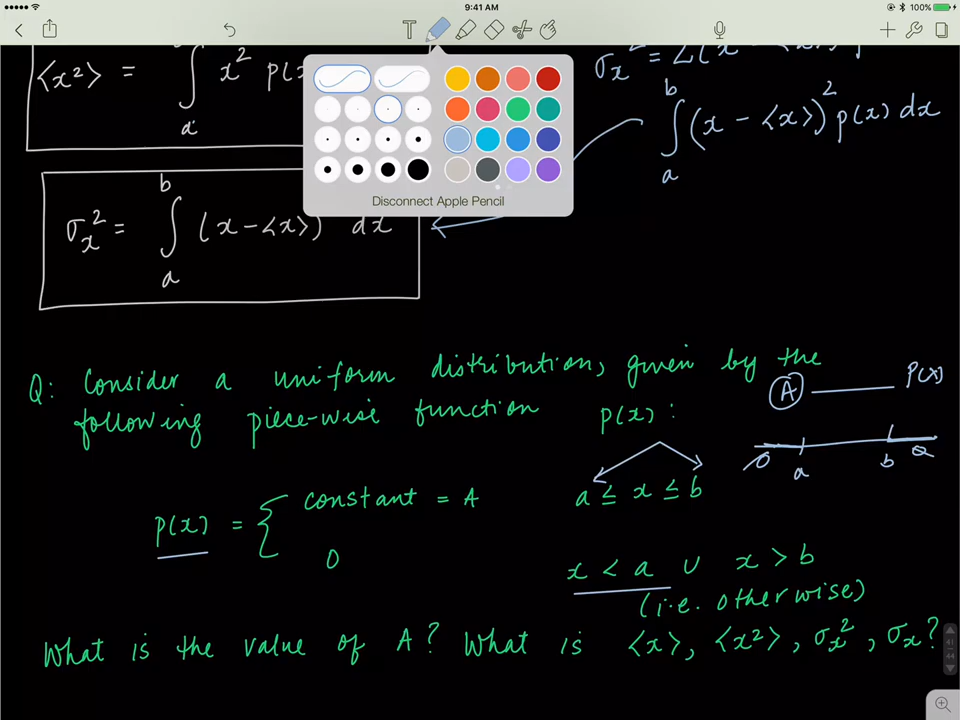 9:41 AM
100%
T
⟨x²⟩ = ∫ x² p(x
a
σₓ² = ∑(x - ⟨x⟩) p(x)
b
∫ (x - ⟨x⟩)² p(x) dx
a
Disconnect Apple Pencil
b
σₓ² = ∫ (x-⟨x⟩) dx
a
Q: Consider a uniform distribution, given by the
following piece-wise function p(x):
A P(x)
0 a b 0
p(x) = { constant = A a ≤ x ≤ b
0 x < a ∪ x > b
(i.e. otherwise)
What is the value of A? What is ⟨x⟩, ⟨x²⟩, σₓ², σₓ?